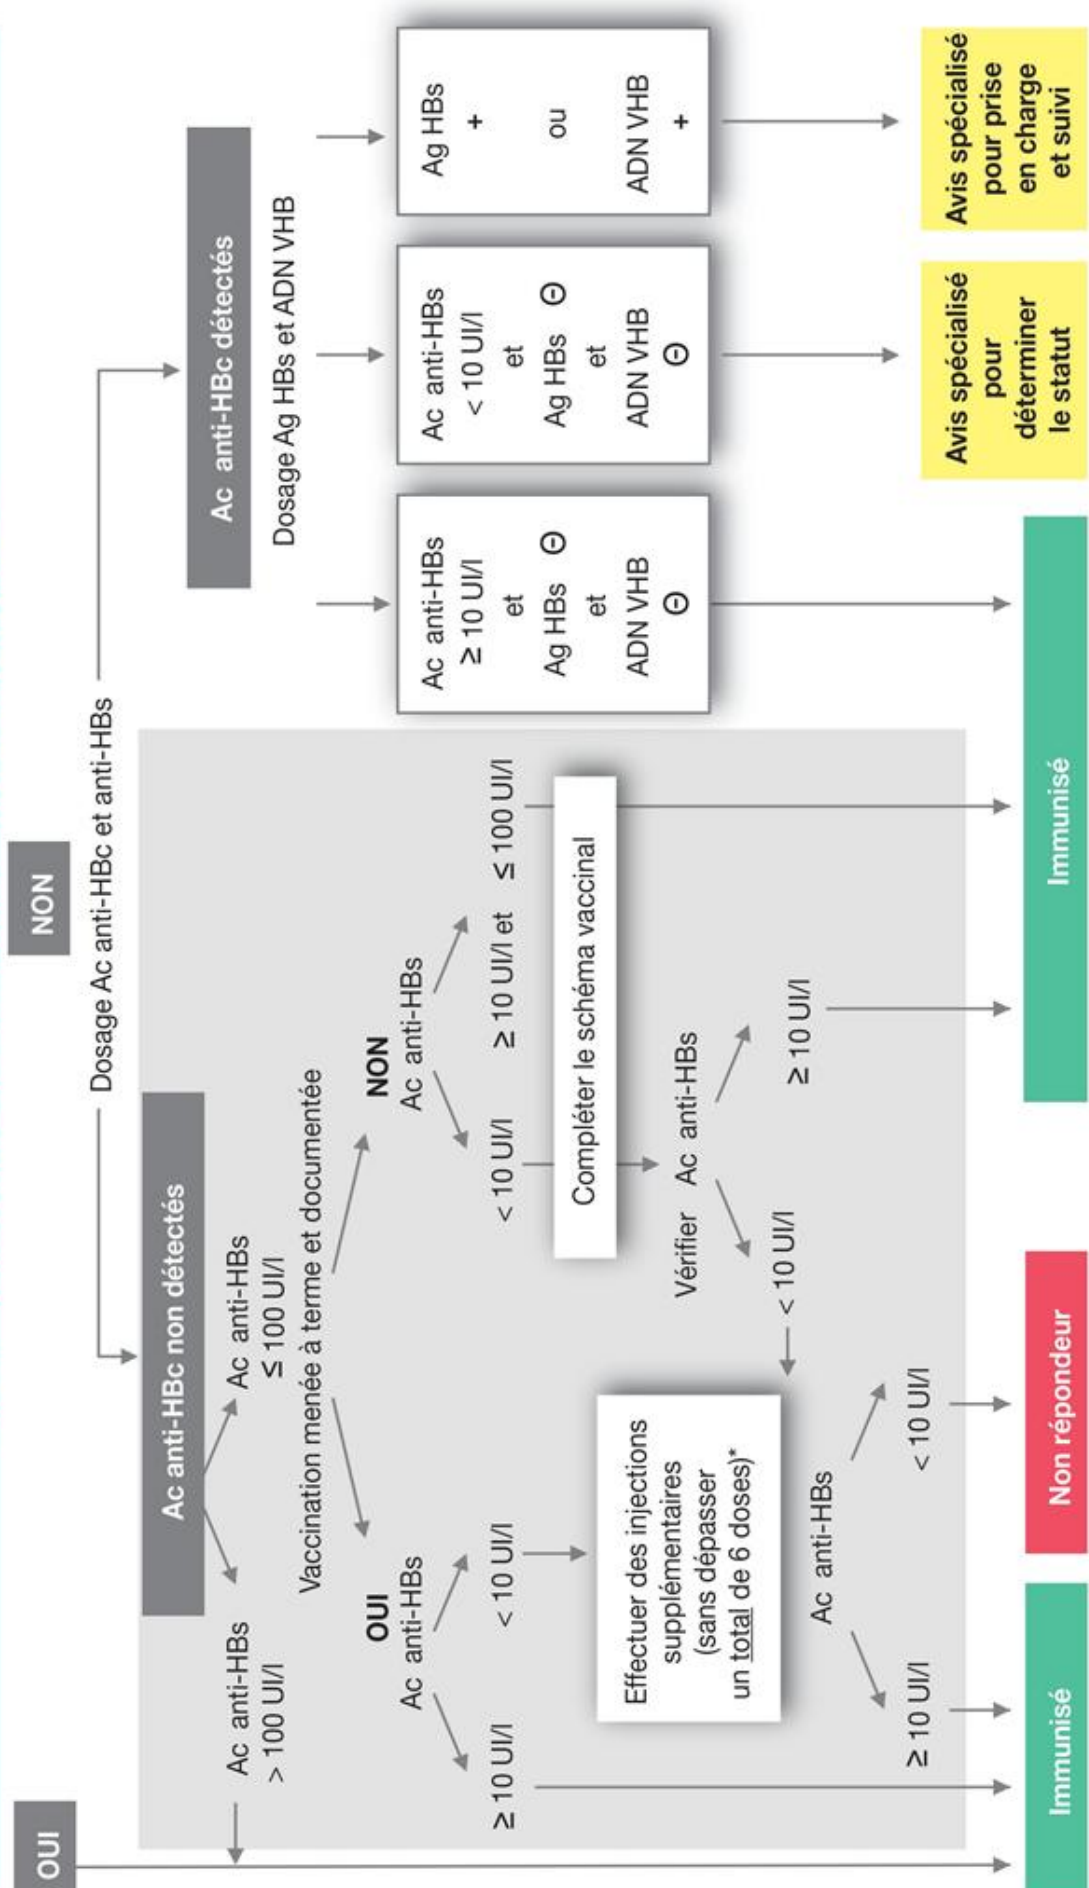 OUI
NON
Dosage Ac anti-HBc et anti-HBs
Ac anti-HBc non détectés
Ac anti-HBs
> 100 UI/l
Ac anti-HBs
≤ 100 UI/l
Vaccination menée à terme et documentée
OUI
Ac anti-HBs
≥ 10 UI/l
< 10 UI/l
NON
Ac anti-HBs
< 10 UI/l
≥ 10 UI/l et ≤ 100 UI/l
Compléter le schéma vaccinal
Vérifier Ac anti-HBs
< 10 UI/l
≥ 10 UI/l
Effectuer des injections
supplémentaires
(sans dépasser
un total de 6 doses)*
Ac anti-HBs
≥ 10 UI/l
< 10 UI/l
Ac anti-HBc détectés
Dosage Ag HBs et ADN VHB
Ac anti-HBs
≥ 10 UI/l
et
Ag HBs ⊖
et
ADN VHB
⊖
Ac anti-HBs
< 10 UI/l
et
Ag HBs ⊖
et
ADN VHB
⊖
Ag HBs
+
ou
ADN VHB
+
Immunisé
Non répondeur
Immunisé
Avis spécialisé
pour
déterminer
le statut
Avis spécialisé
pour prise
en charge
et suivi